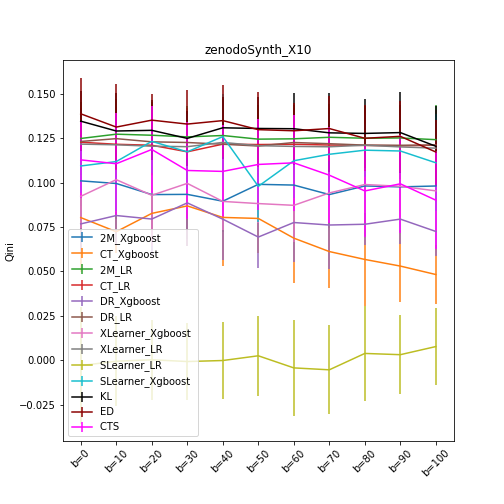 zenodoSynth_X10
Qini
0.150
0.125
0.100
0.075
0.050
0.025
0.000
−0.025
2M_Xgboost
CT_Xgboost
2M_LR
CT_LR
DR_Xgboost
DR_LR
XLearner_Xgboost
XLearner_LR
SLearner_LR
SLearner_Xgboost
KL
ED
CTS
b=0
b=10
b=20
b=30
b=40
b=50
b=60
b=70
b=80
b=90
b=100